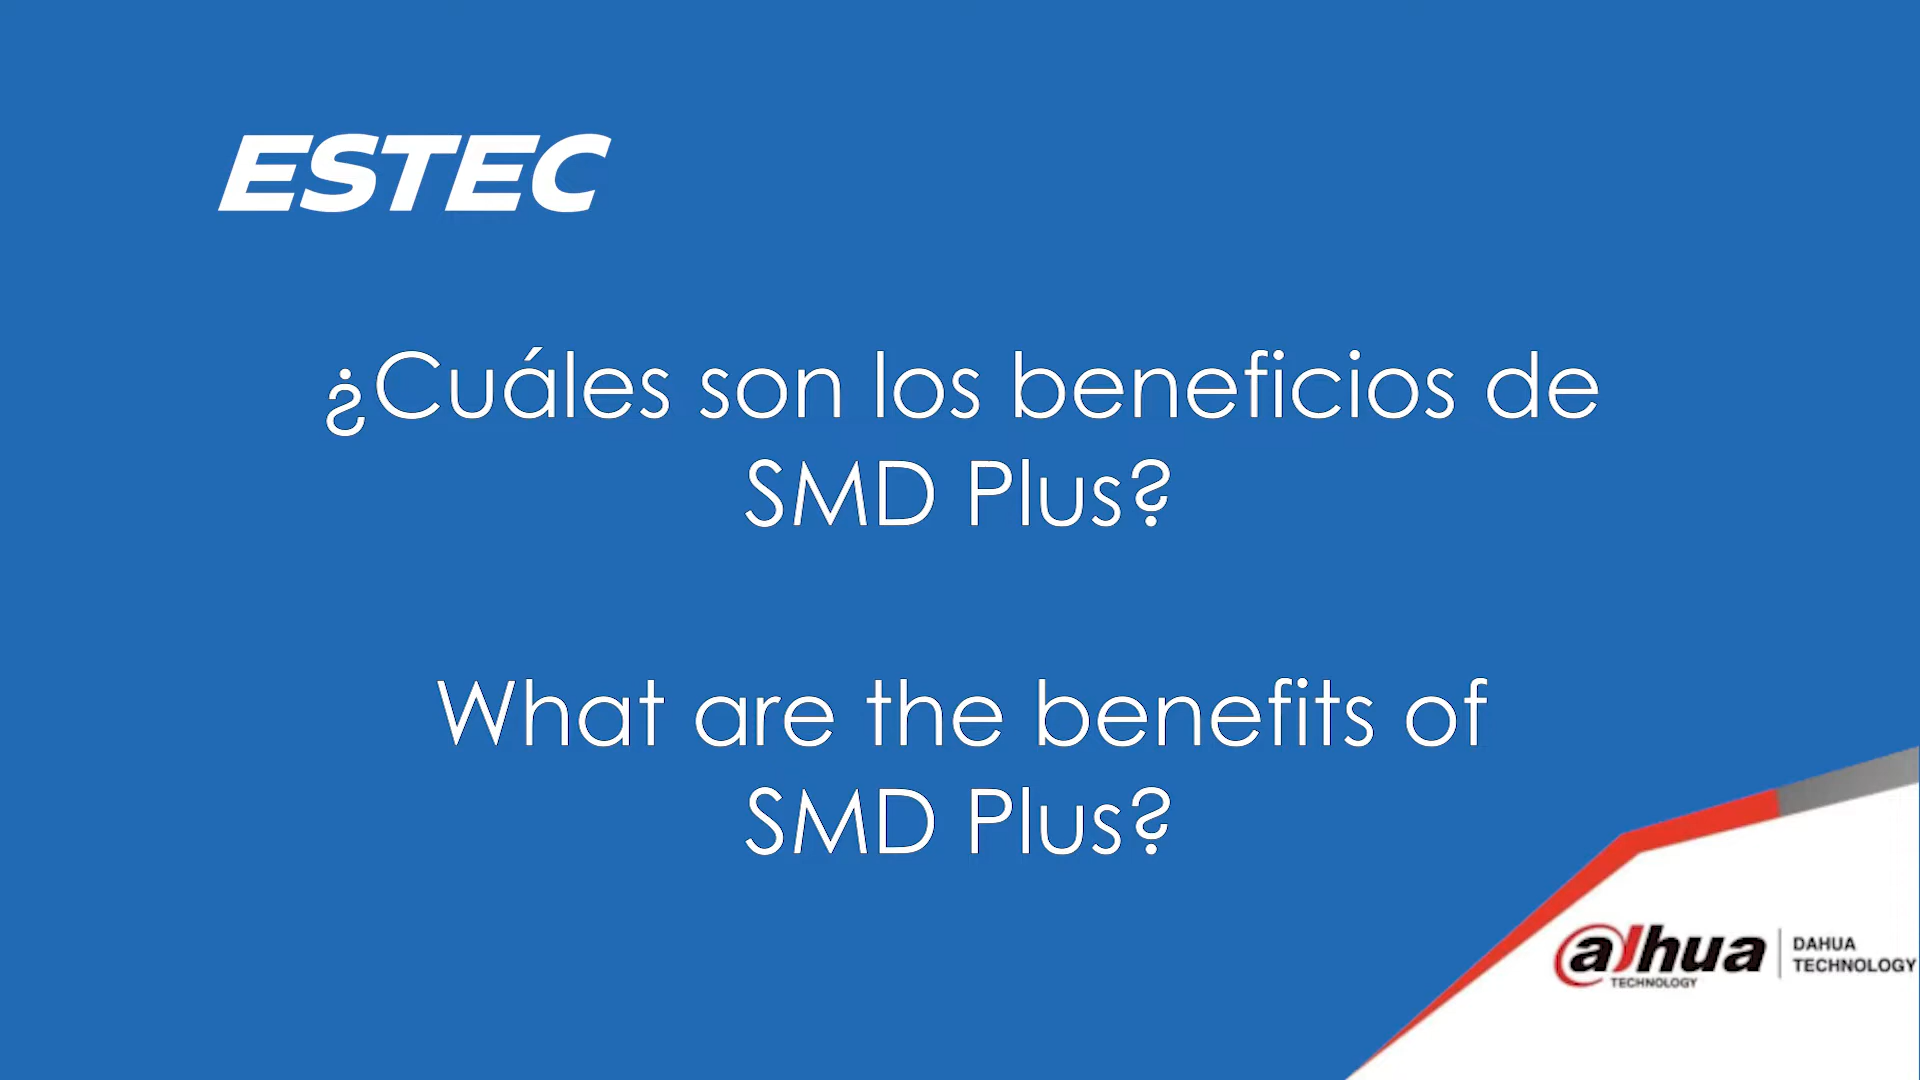 ESTEC
¿Cuáles son los beneficios de
SMD Plus?
What are the benefits of
SMD Plus?
alhua
TECHNOLOGY
DAHUA
TECHNOLOGY